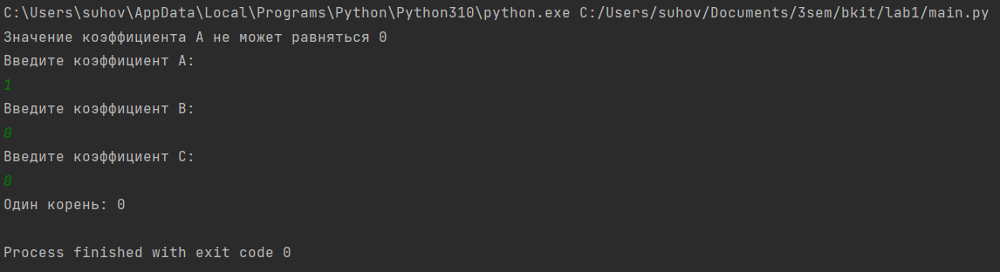 C:\Users\suhov\AppData\Local\Programs\Python\Python310\python.exe C:/Users/suhov/Documents/3sem/bkit/lab1/main.py
Значение коэффициента А не может равняться 0
Введите коэффициент А:
1
Введите коэффициент В:
0
Введите коэффициент С:
0
Один корень: 0
Process finished with exit code 0